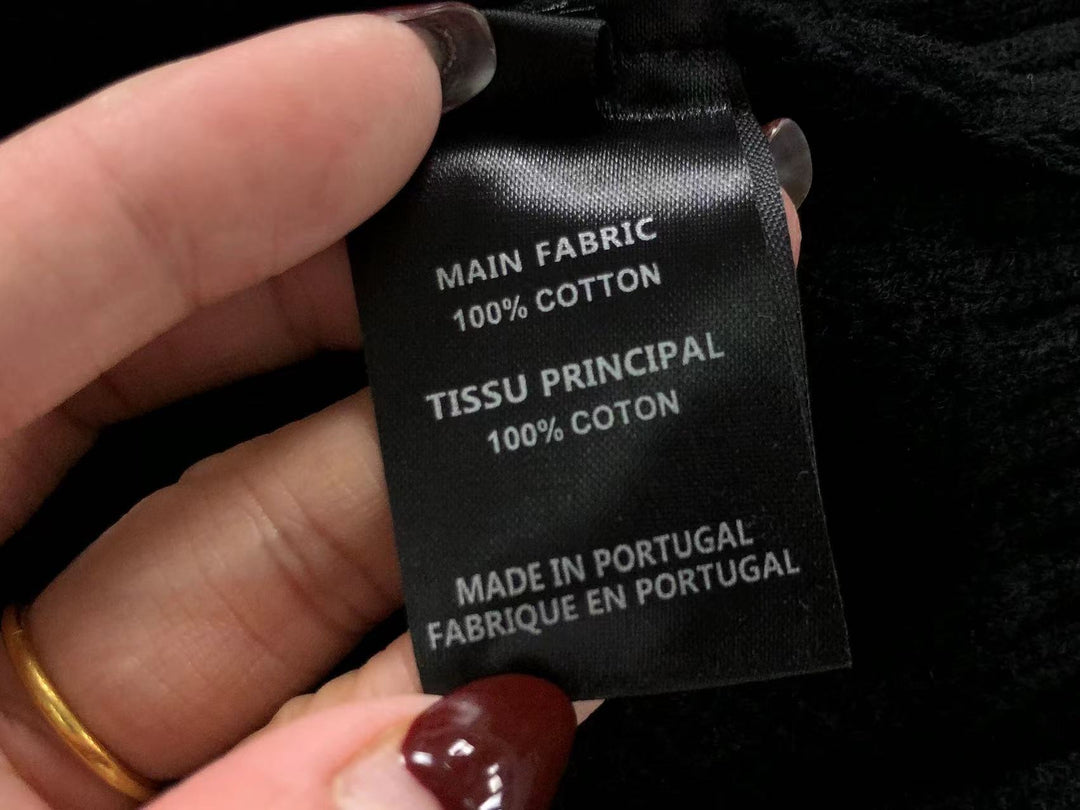 MAIN FABRIC
100% COTTON
TISSU PRINCIPAL
100% COTON
MADE IN PORTUGAL
FABRIQUE EN PORTUGAL